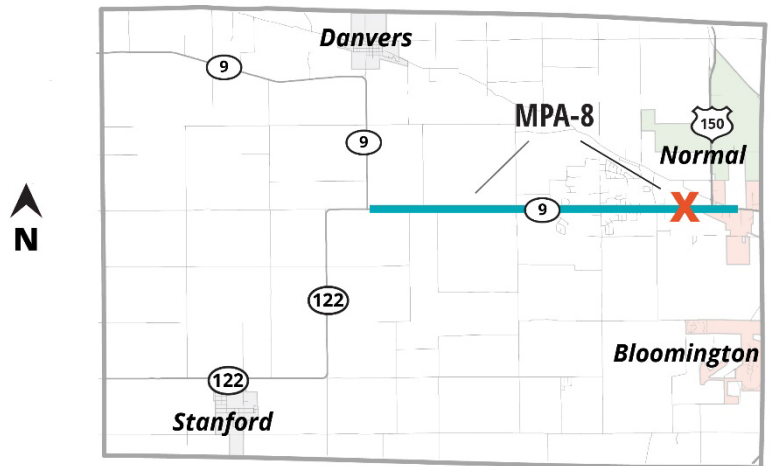 Danvers
9
MPA-8
150
9
Normal
N
9
122
Bloomington
122
Stanford